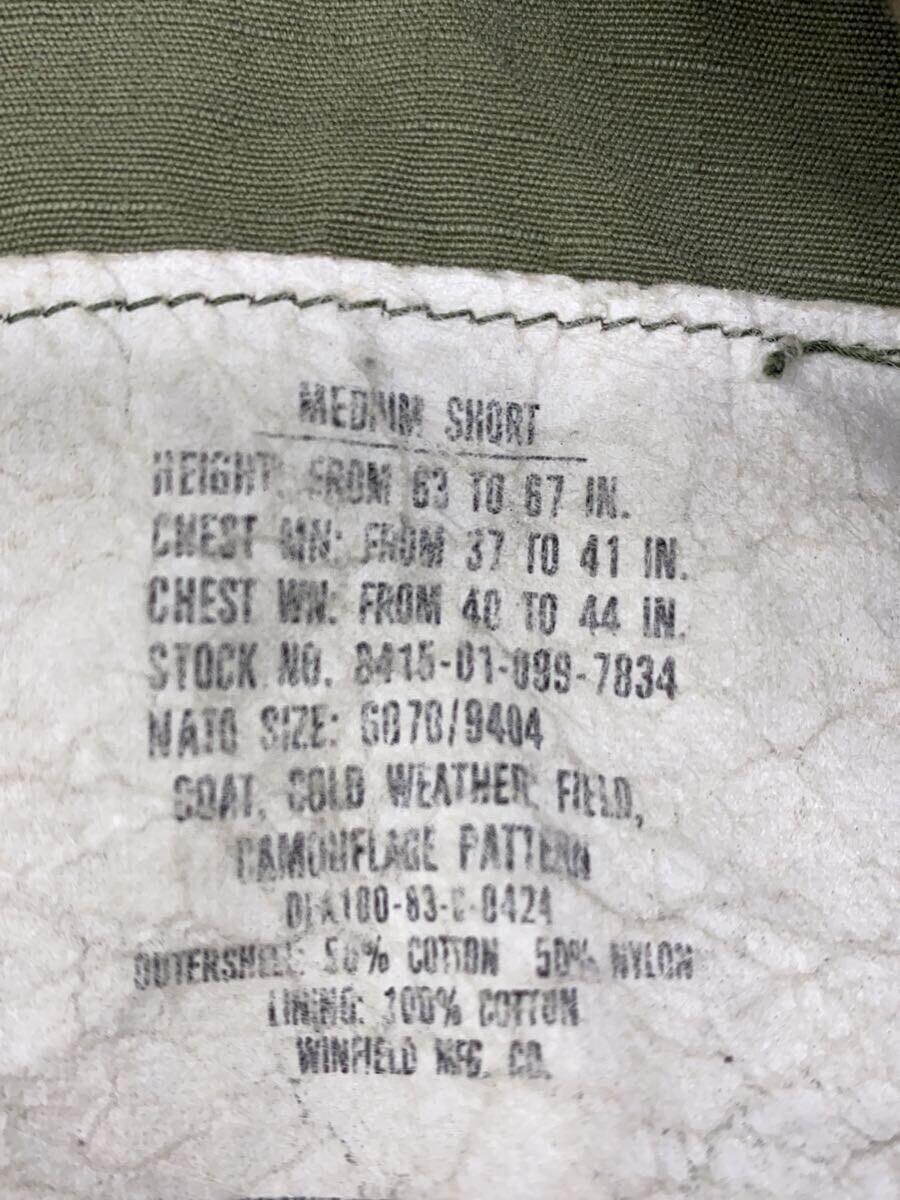 MEDIUM SHORT
HEIGHT: FROM 63 TO 67 IN.
CHEST MN: FROM 37 TO 41 IN.
CHEST WN: FROM 40 TO 44 IN.
STOCK NO. 8415-01-099-7834
NATO SIZE: 6070/9404
COAT, COLD WEATHER FIELD,
CAMOUFLAGE PATTERN
DLA100-83-C-0424
OUTERSHELL: 50% COTTON 50% NYLON
LINING: 100% COTTON
WINFIELD MFG. CO.